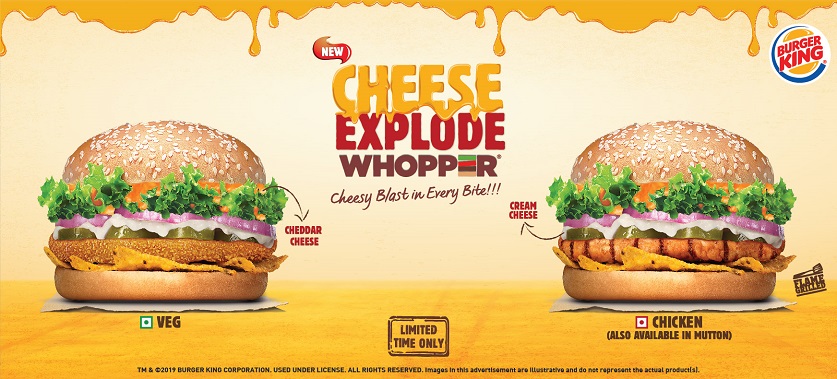 BURGER
KING
NEW
CHEESE
EXPLODE
WHOPPER®
Cheesy Blast in Every Bite!!!
CHEDDAR
CHEESE
CREAM
CHEESE
FLAME
GRILLED
VEG
LIMITED
TIME ONLY
CHICKEN
(ALSO AVAILABLE IN MUTTON)
TM & ©2019 BURGER KING CORPORATION. USED UNDER LICENSE. ALL RIGHTS RESERVED. Images in this advertisement are illustrative and do not represent the actual product(s).